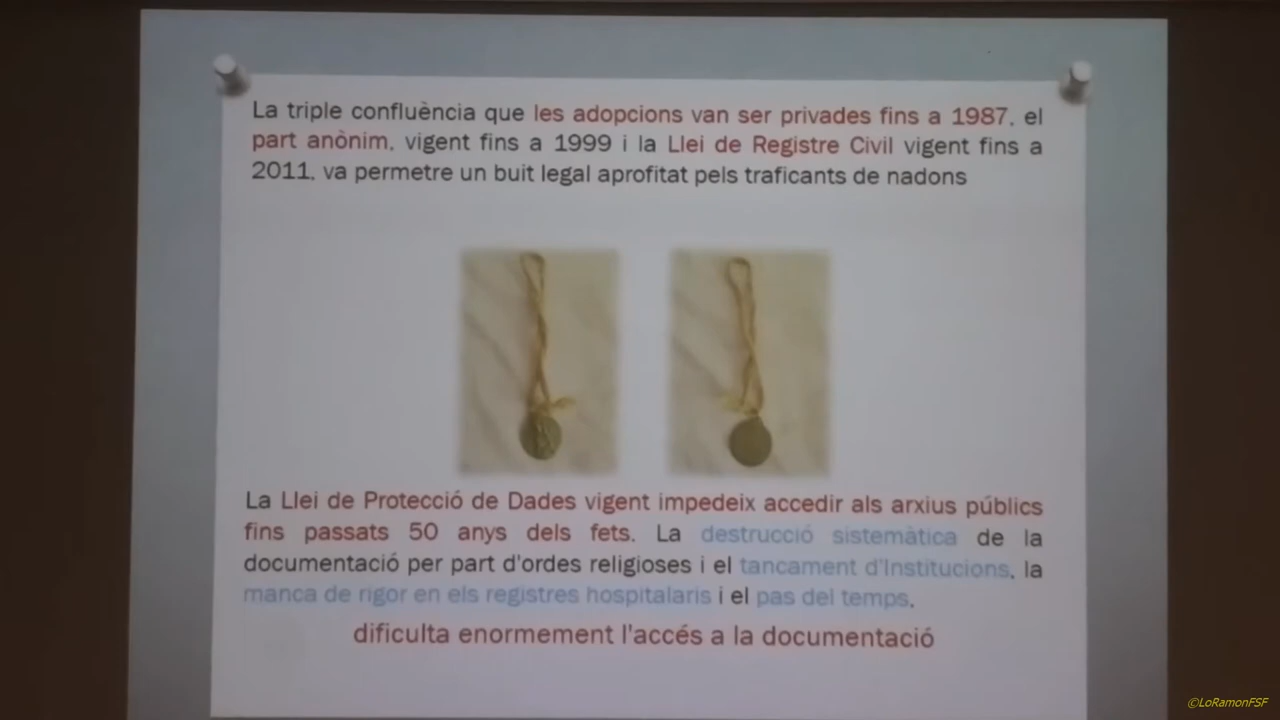 La triple confluència que les adopcions van ser privades fins a 1987, el
part anònim, vigent fins a 1999 i la Llei de Registre Civil vigent fins a
2011, va permetre un buit legal aprofitat pels traficants de nadons
La Llei de Protecció de Dades vigent impedeix accedir als arxius públics
fins passats 50 anys dels fets. La destrucció sistemàtica de la
documentació per part d'ordes religioses i el tancament d'Institucions, la
manca de rigor en els registres hospitalaris i el pas del temps,
dificulta enormement l'accés a la documentació
©LoRamonFSF